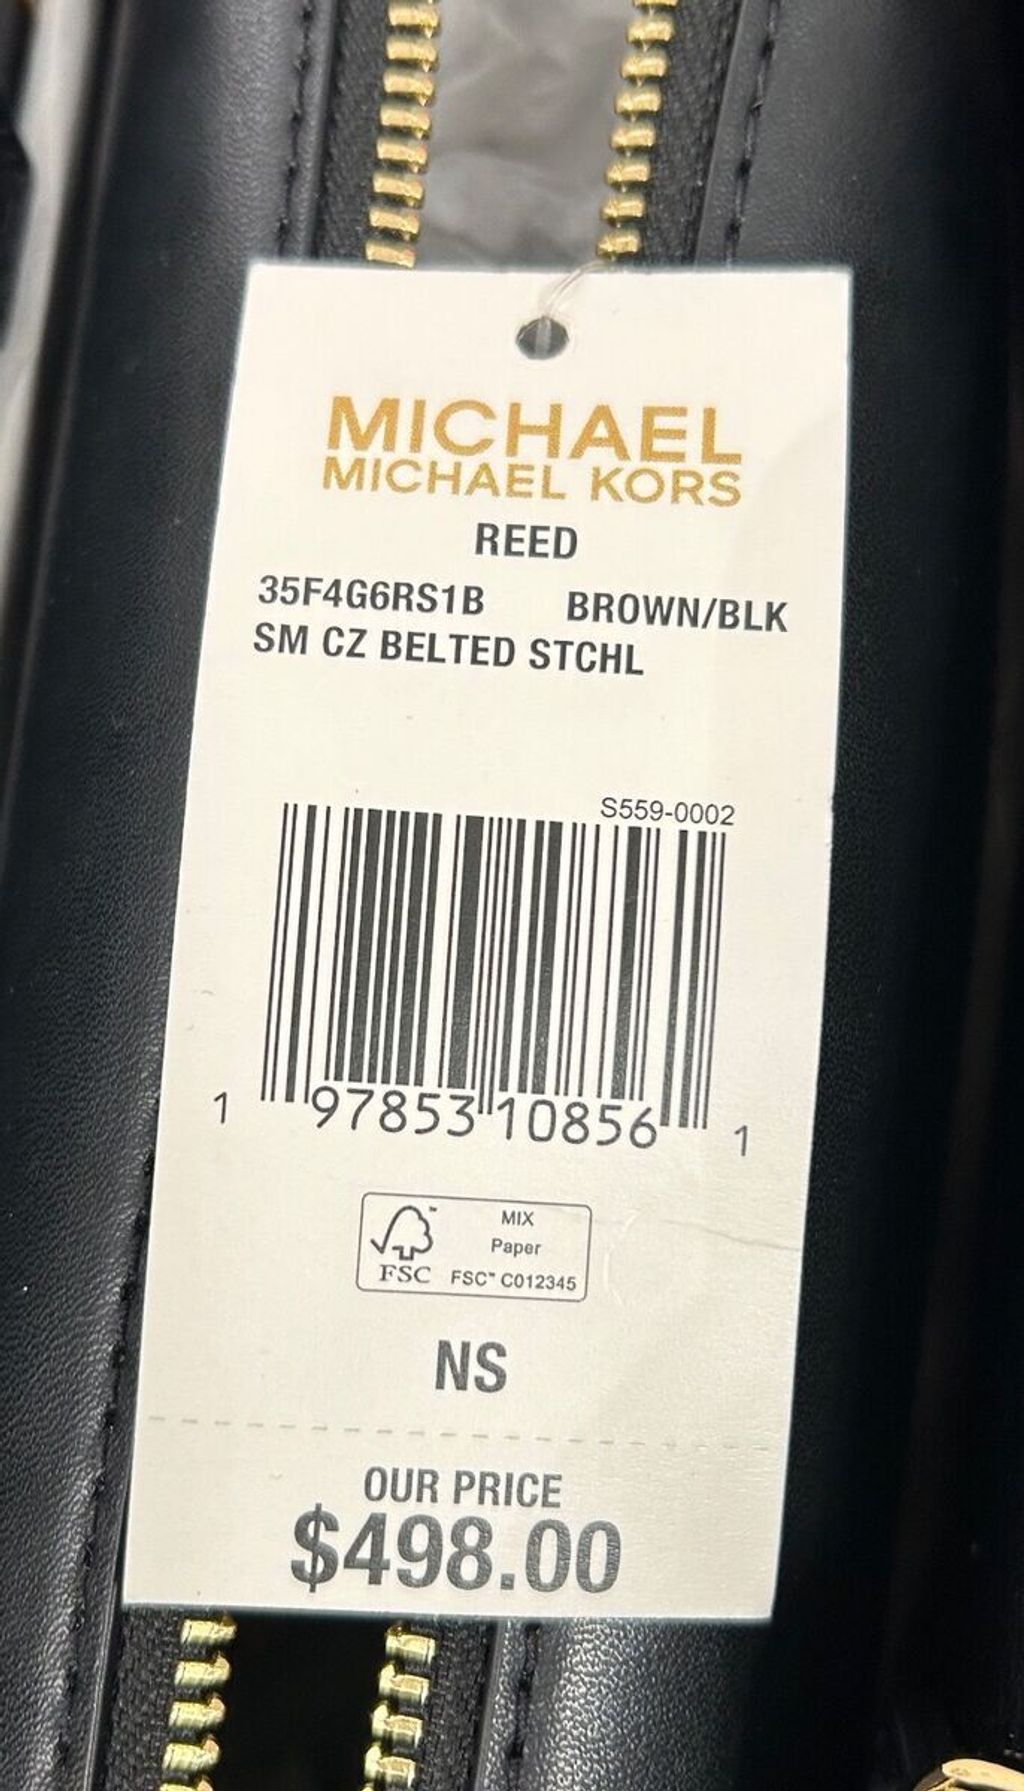 MICHAEL
MICHAEL KORS
REED
35F4G6RS1B BROWN/BLK
SM CZ BELTED STCHL
S559-0002
1 97853 10856 1
FSC
MIX
Paper
FSC™ C012345
NS
OUR PRICE
$498.00